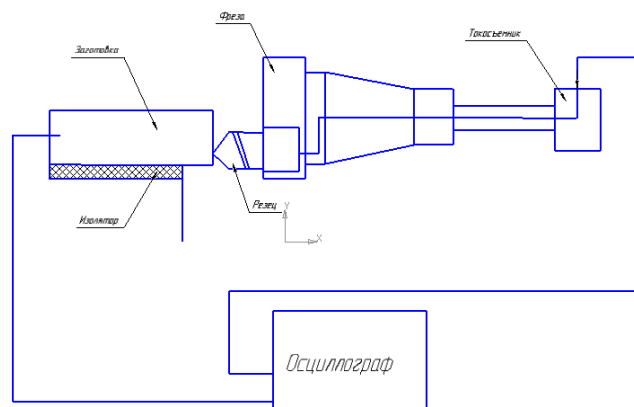 Фреза
Токосъемник
Заготовка
Изолятор
Резец
Y
X
Осциллограф